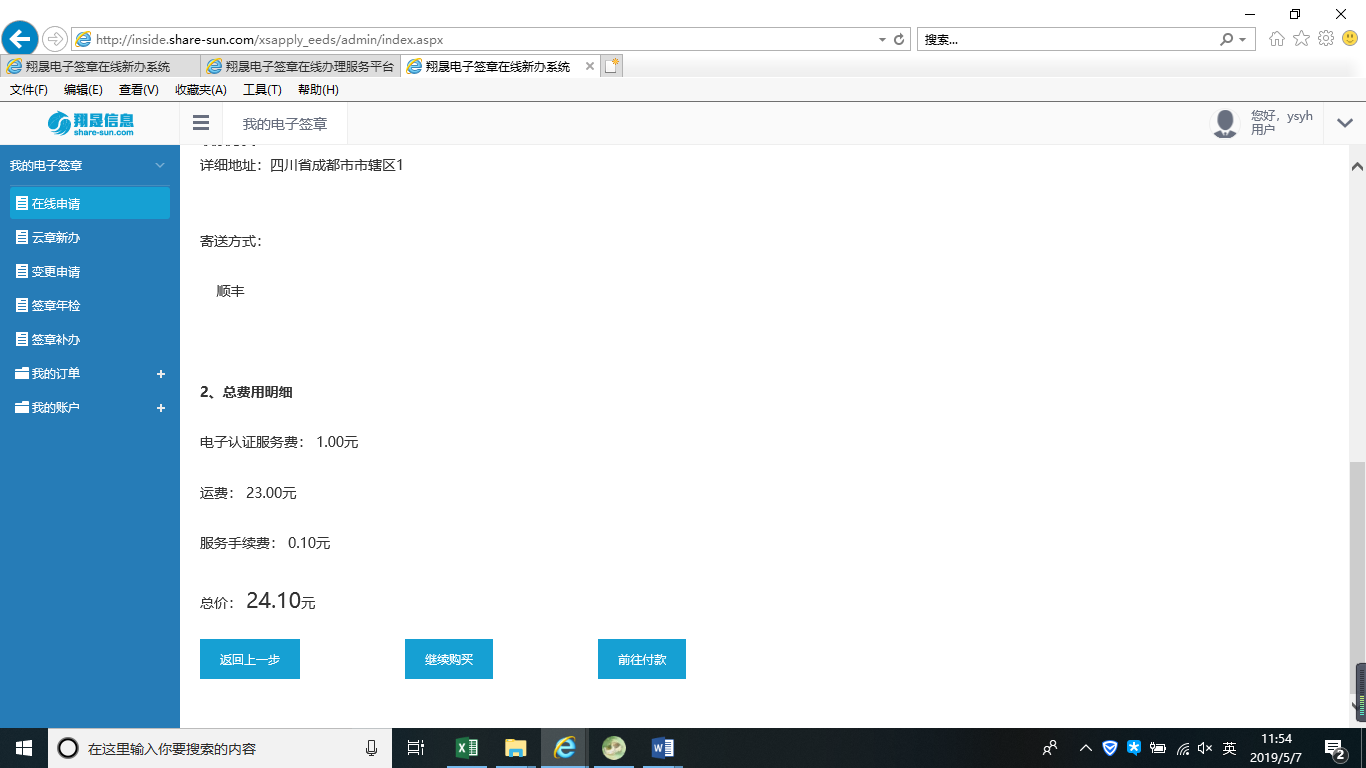 http://inside.share-sun.com/xsapply_eeds/admin/index.aspx
搜索...
翔晟电子签章在线新办系统
翔晟电子签章在线办理服务平台
翔晟电子签章在线新办系统
文件(F) 编辑(E) 查看(V) 收藏夹(A) 工具(T) 帮助(H)
翔晟信息
share-sun.com
我的电子签章
您好，ysyh
用户
我的电子签章
在线申请
云章新办
变更申请
签章年检
签章补办
我的订单
我的账户
详细地址：四川省成都市市辖区1
寄送方式：
顺丰
2、总费用明细
电子认证服务费： 1.00元
运费： 23.00元
服务手续费： 0.10元
总价： 24.10元
返回上一步
继续购买
前往付款
在这里输入你要搜索的内容
英
11:54
2019/5/7
2